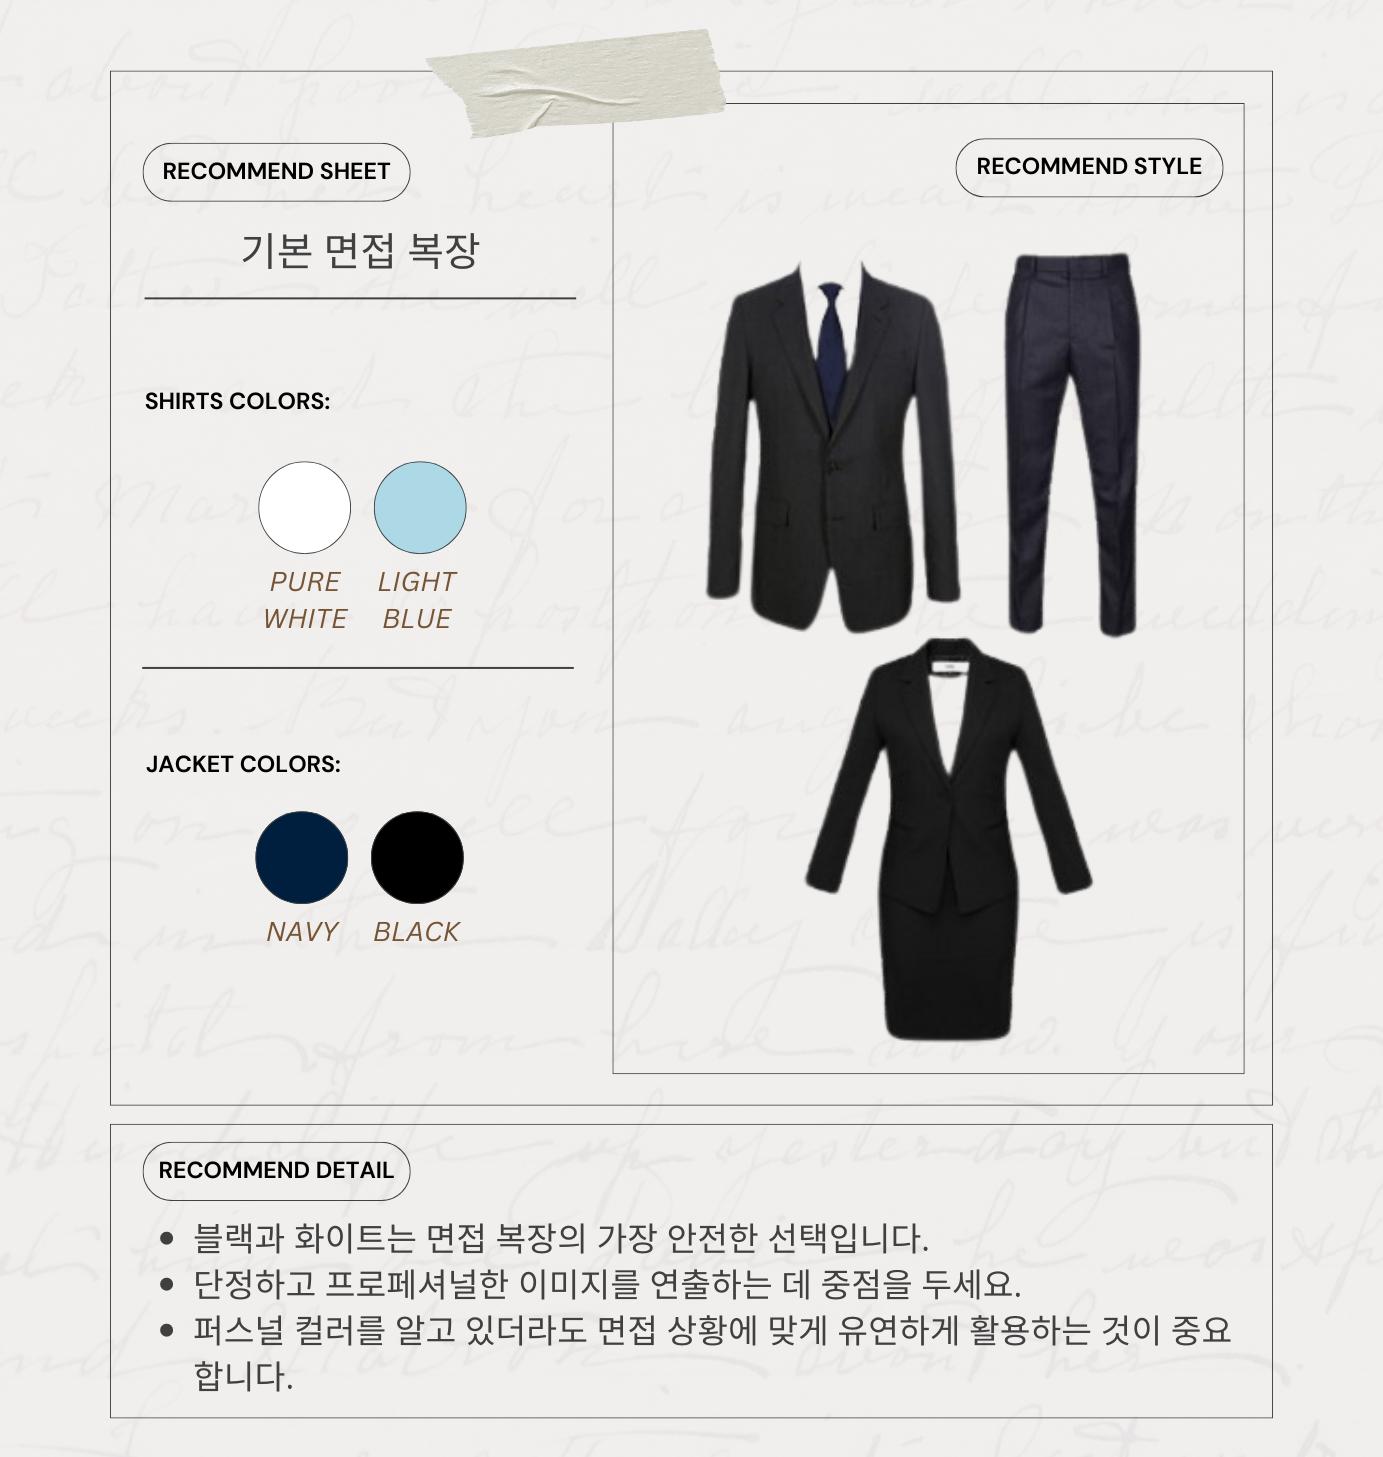 RECOMMEND SHEET
기본 면접 복장
SHIRTS COLORS:
PURE WHITE
LIGHT BLUE
JACKET COLORS:
NAVY
BLACK
RECOMMEND STYLE
RECOMMEND DETAIL
• 블랙과 화이트는 면접 복장의 가장 안전한 선택입니다.
• 단정하고 프로페셔널한 이미지를 연출하는 데 중점을 두세요.
• 퍼스널 컬러를 알고 있더라도 면접 상황에 맞게 유연하게 활용하는 것이 중요
합니다.